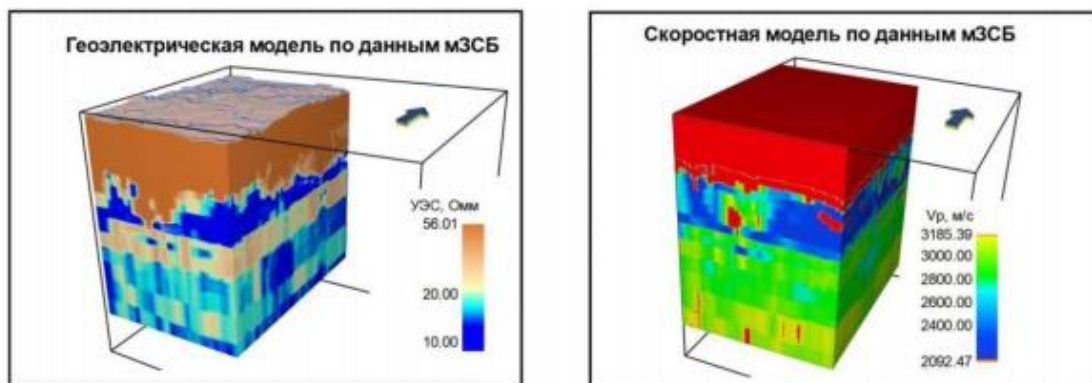 Геоэлектрическая модель по данным мЗСБ
УЭС, Омм
56.01
20.00
10.00
Скоростная модель по данным мЗСБ
Vp, м/с
3185.39
3000.00
2800.00
2600.00
2400.00
2092.47